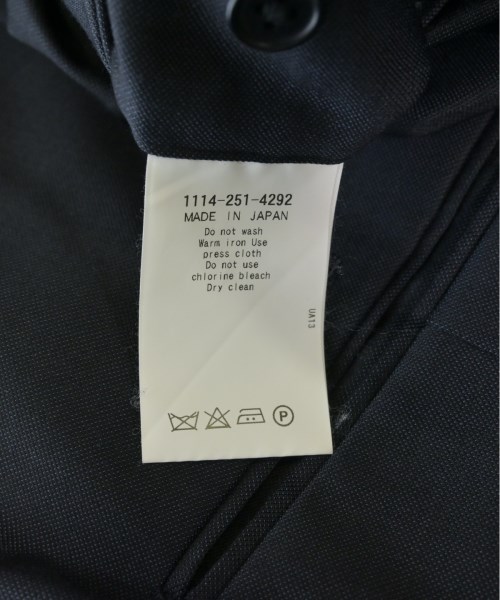 1114-251-4292
MADE IN JAPAN
Do not wash
Warm iron Use
press cloth
Do not use
chlorine bleach
Dry clean
UA13
P